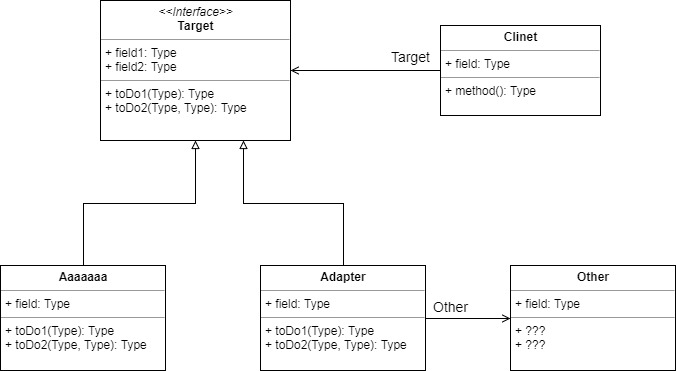 <<Interface>>
Target
+ field1: Type
+ field2: Type
+ toDo1(Type): Type
+ toDo2(Type, Type): Type
Target
Clinet
+ field: Type
+ method(): Type
Aaaaaaa
+ field: Type
+ toDo1(Type): Type
+ toDo2(Type, Type): Type
Adapter
+ field: Type
+ toDo1(Type): Type
+ toDo2(Type, Type): Type
Other
Other
+ field: Type
+ ???
+ ???